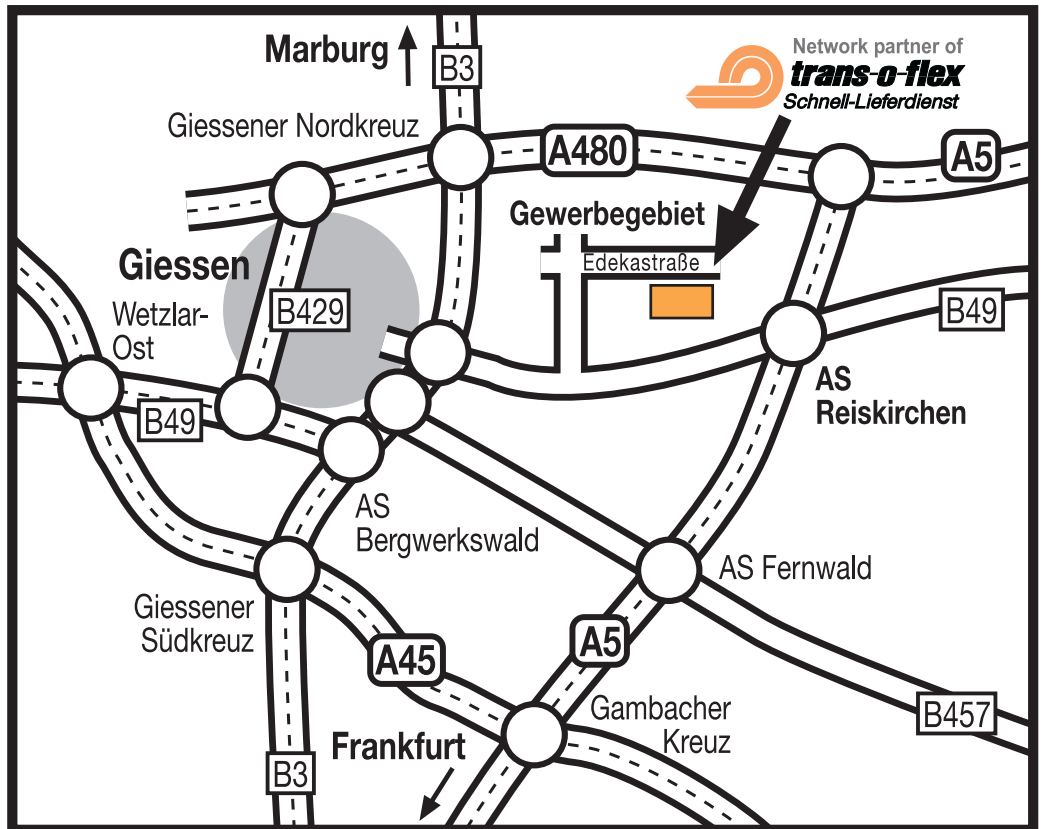 Marburg
B3
Network partner of
trans-o-flex
Schnell-Lieferdienst
Giessener Nordkreuz
A480
A5
Gewerbegebiet
Edekastraße
Giessen
B429
B49
Wetzlar-
Ost
AS
Reiskirchen
B49
AS
Bergwerkswald
AS Fernwald
Giessener
Südkreuz
A45
A5
Gambacher
Kreuz
B457
Frankfurt
B3